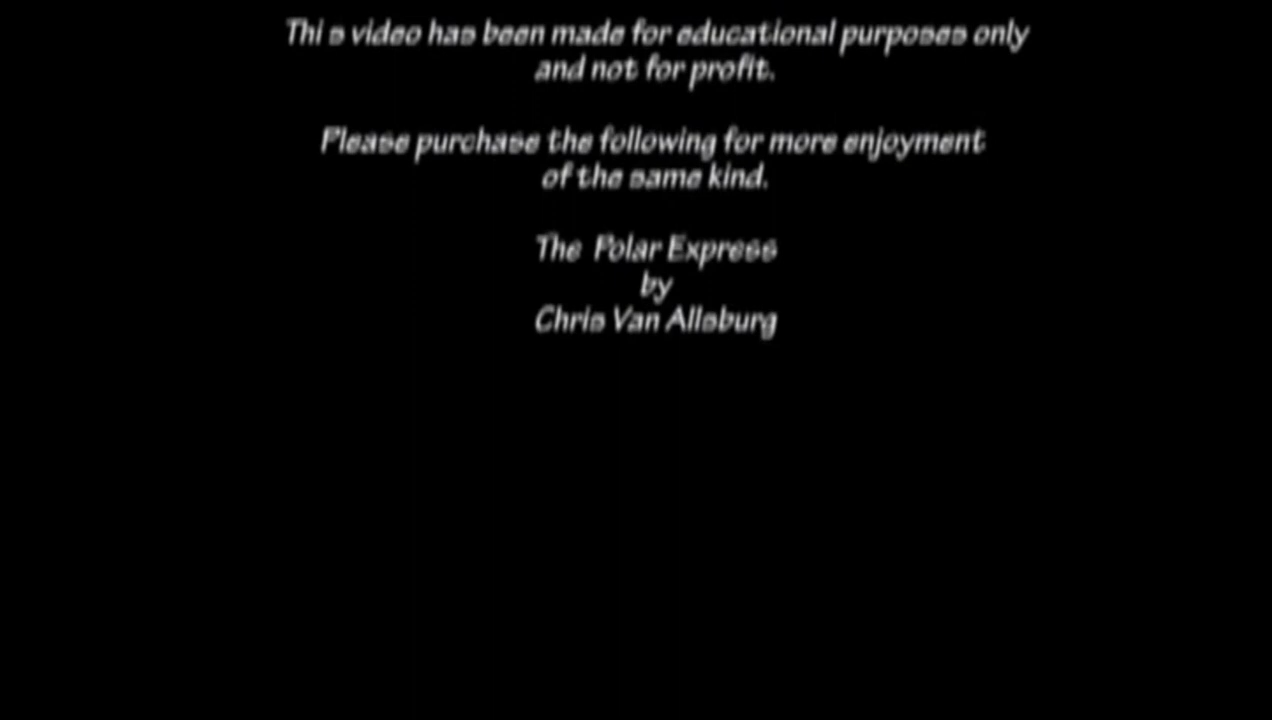 Thi s video has been made for educational purposes only
and not for profit.
Please purchase the following for more enjoyment
of the same kind.
The Polar Express
by
Chris Van Allsburg